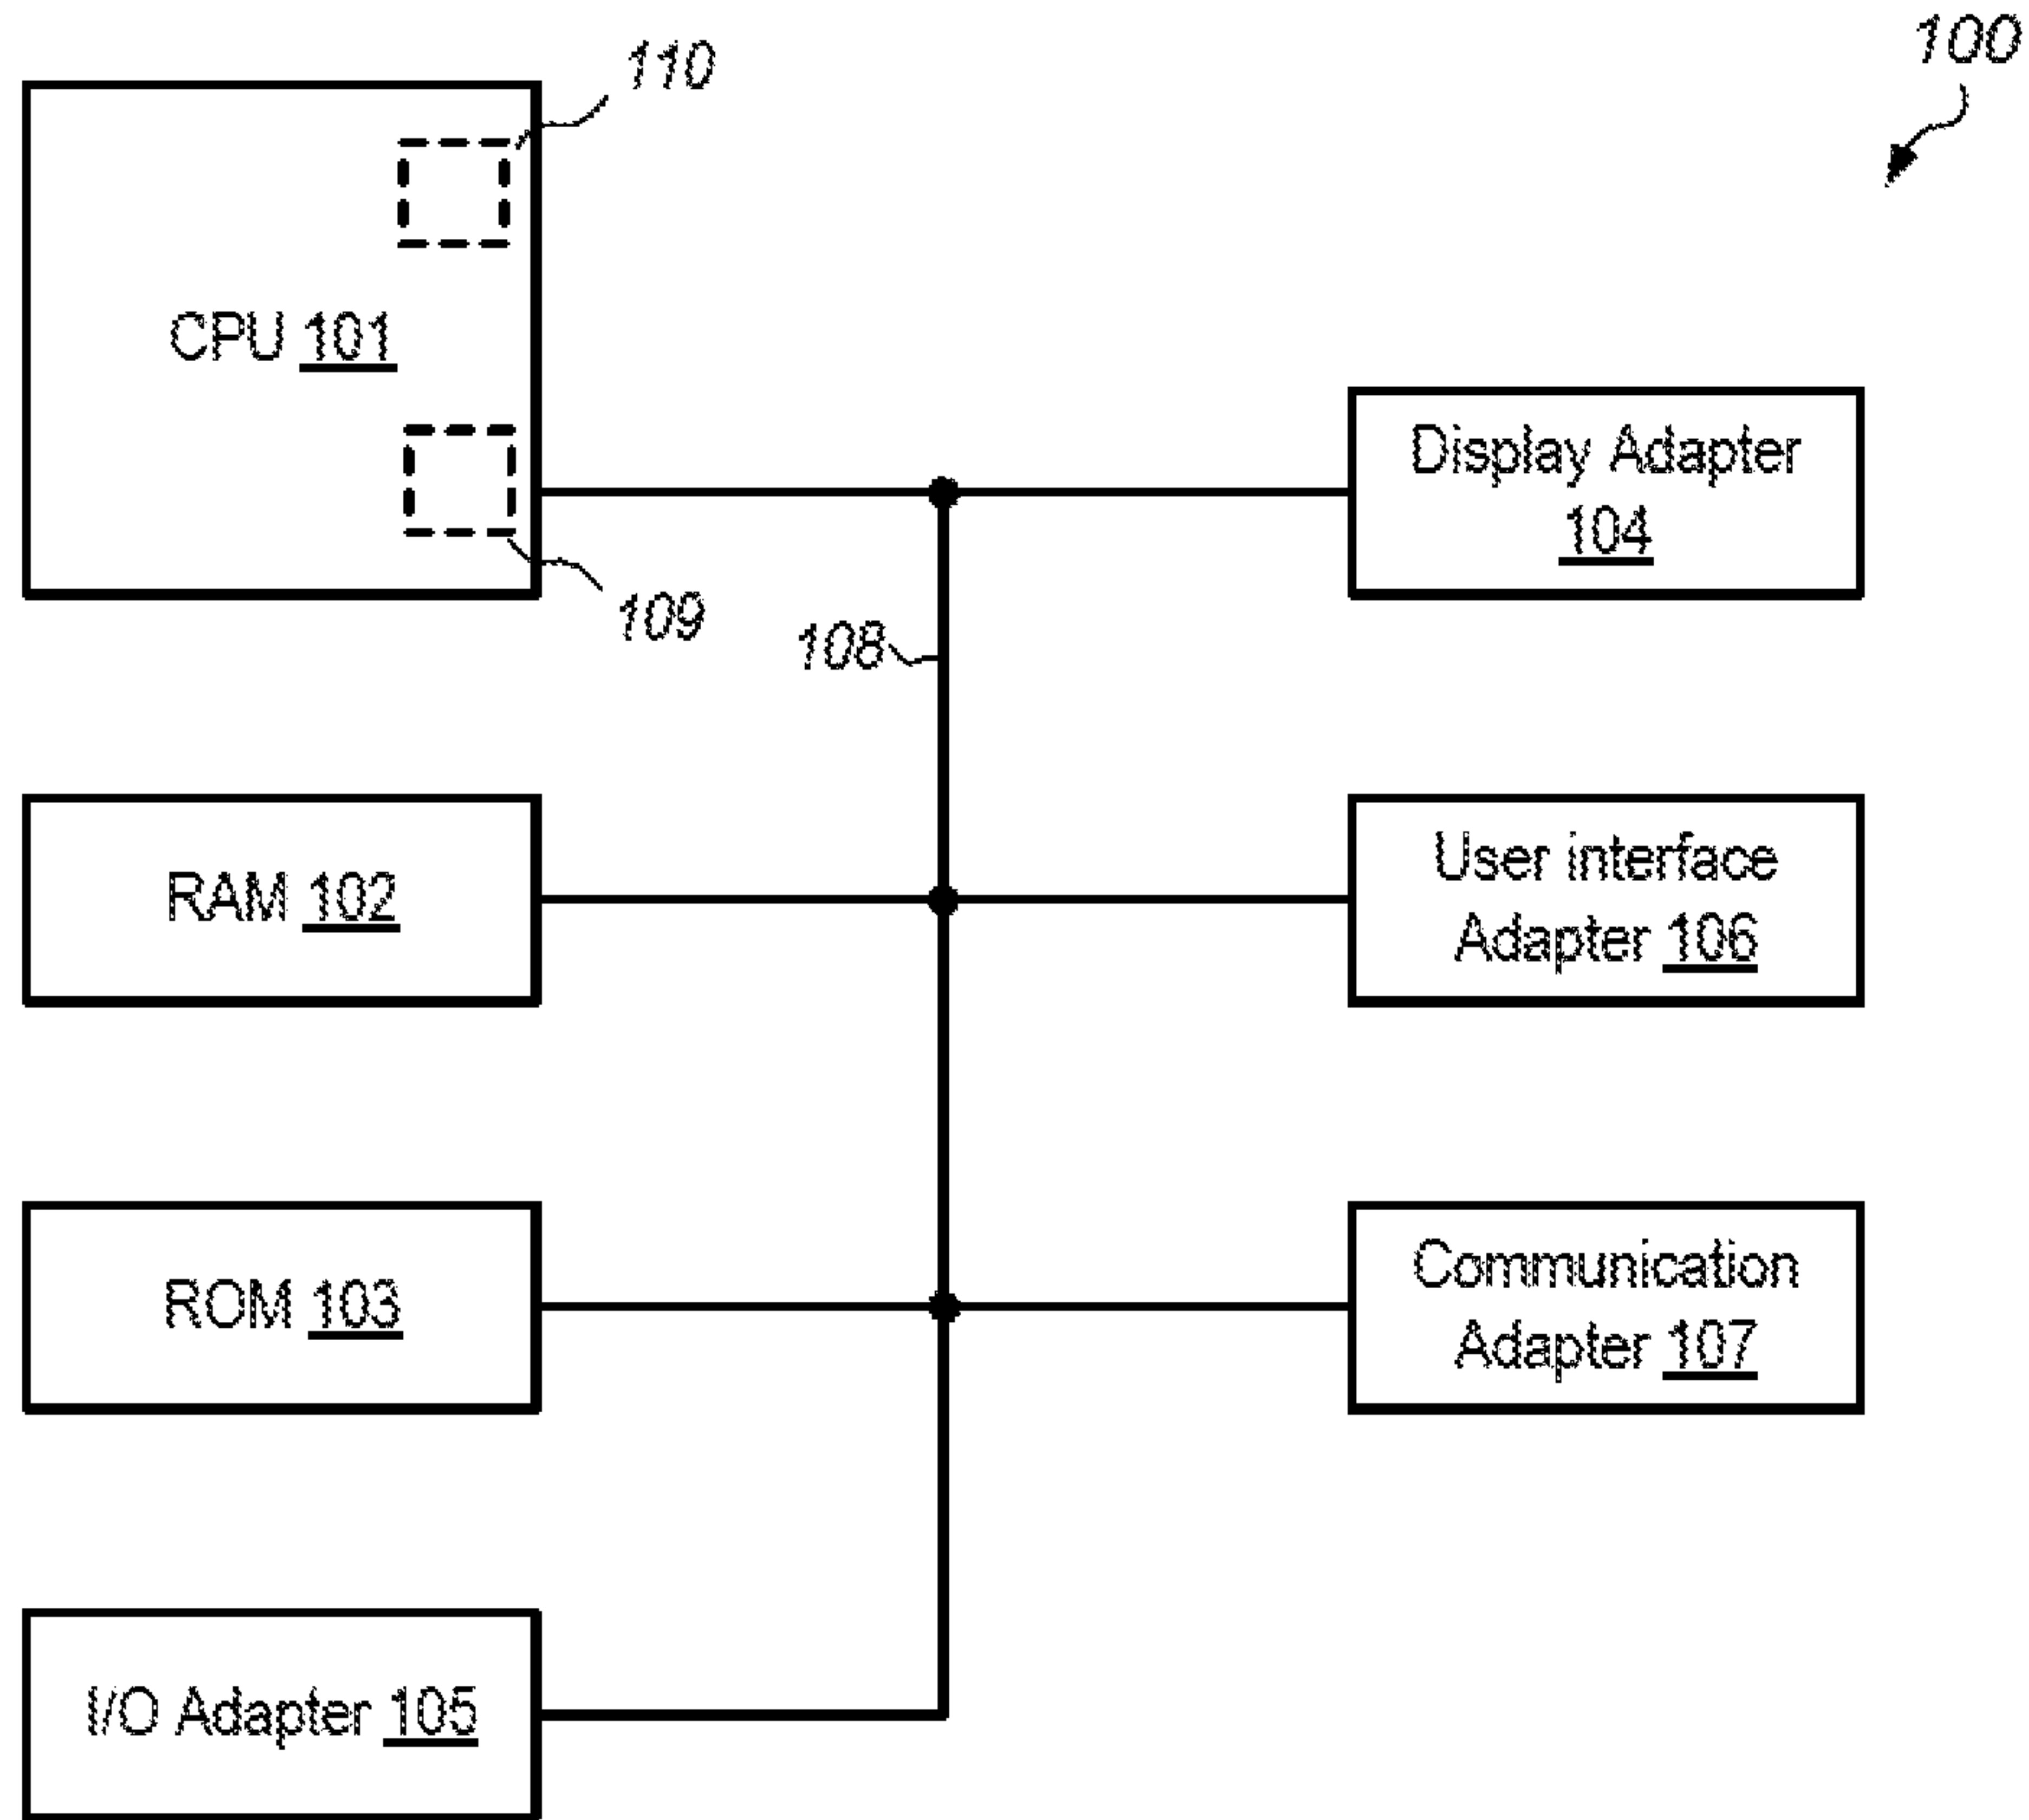 100
110
CPU 101
109
108
Display Adapter
104
RAM 102
User interface
Adapter 106
ROM 103
Communication
Adapter 107
I/O Adapter 105